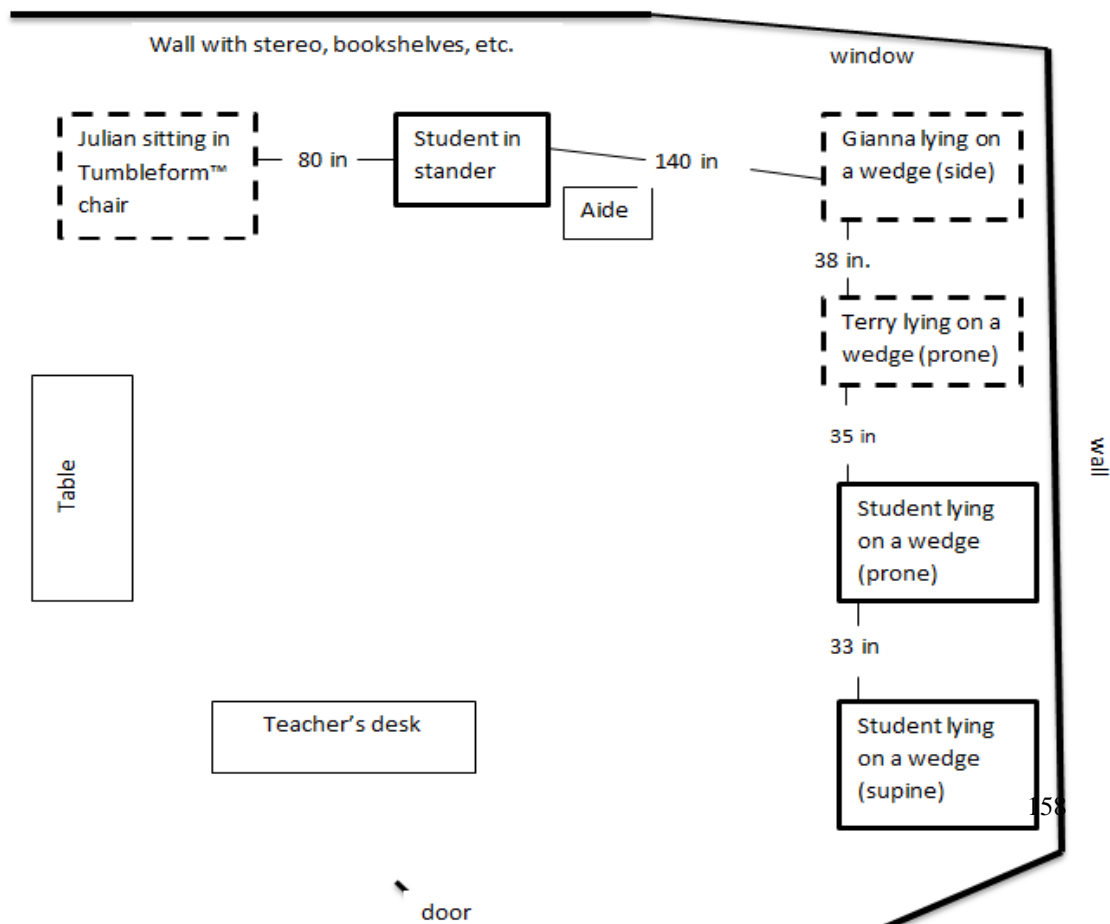 Wall with stereo, bookshelves, etc.
window
Julian sitting in
Tumbleform™
chair
80 in
Student in
stander
140 in
Gianna lying on
a wedge (side)
Aide
38 in.
Terry lying on a
wedge (prone)
35 in
wall
Table
Student lying
on a wedge
(prone)
33 in
Teacher's desk
Student lying
on a wedge
(supine)
158
door